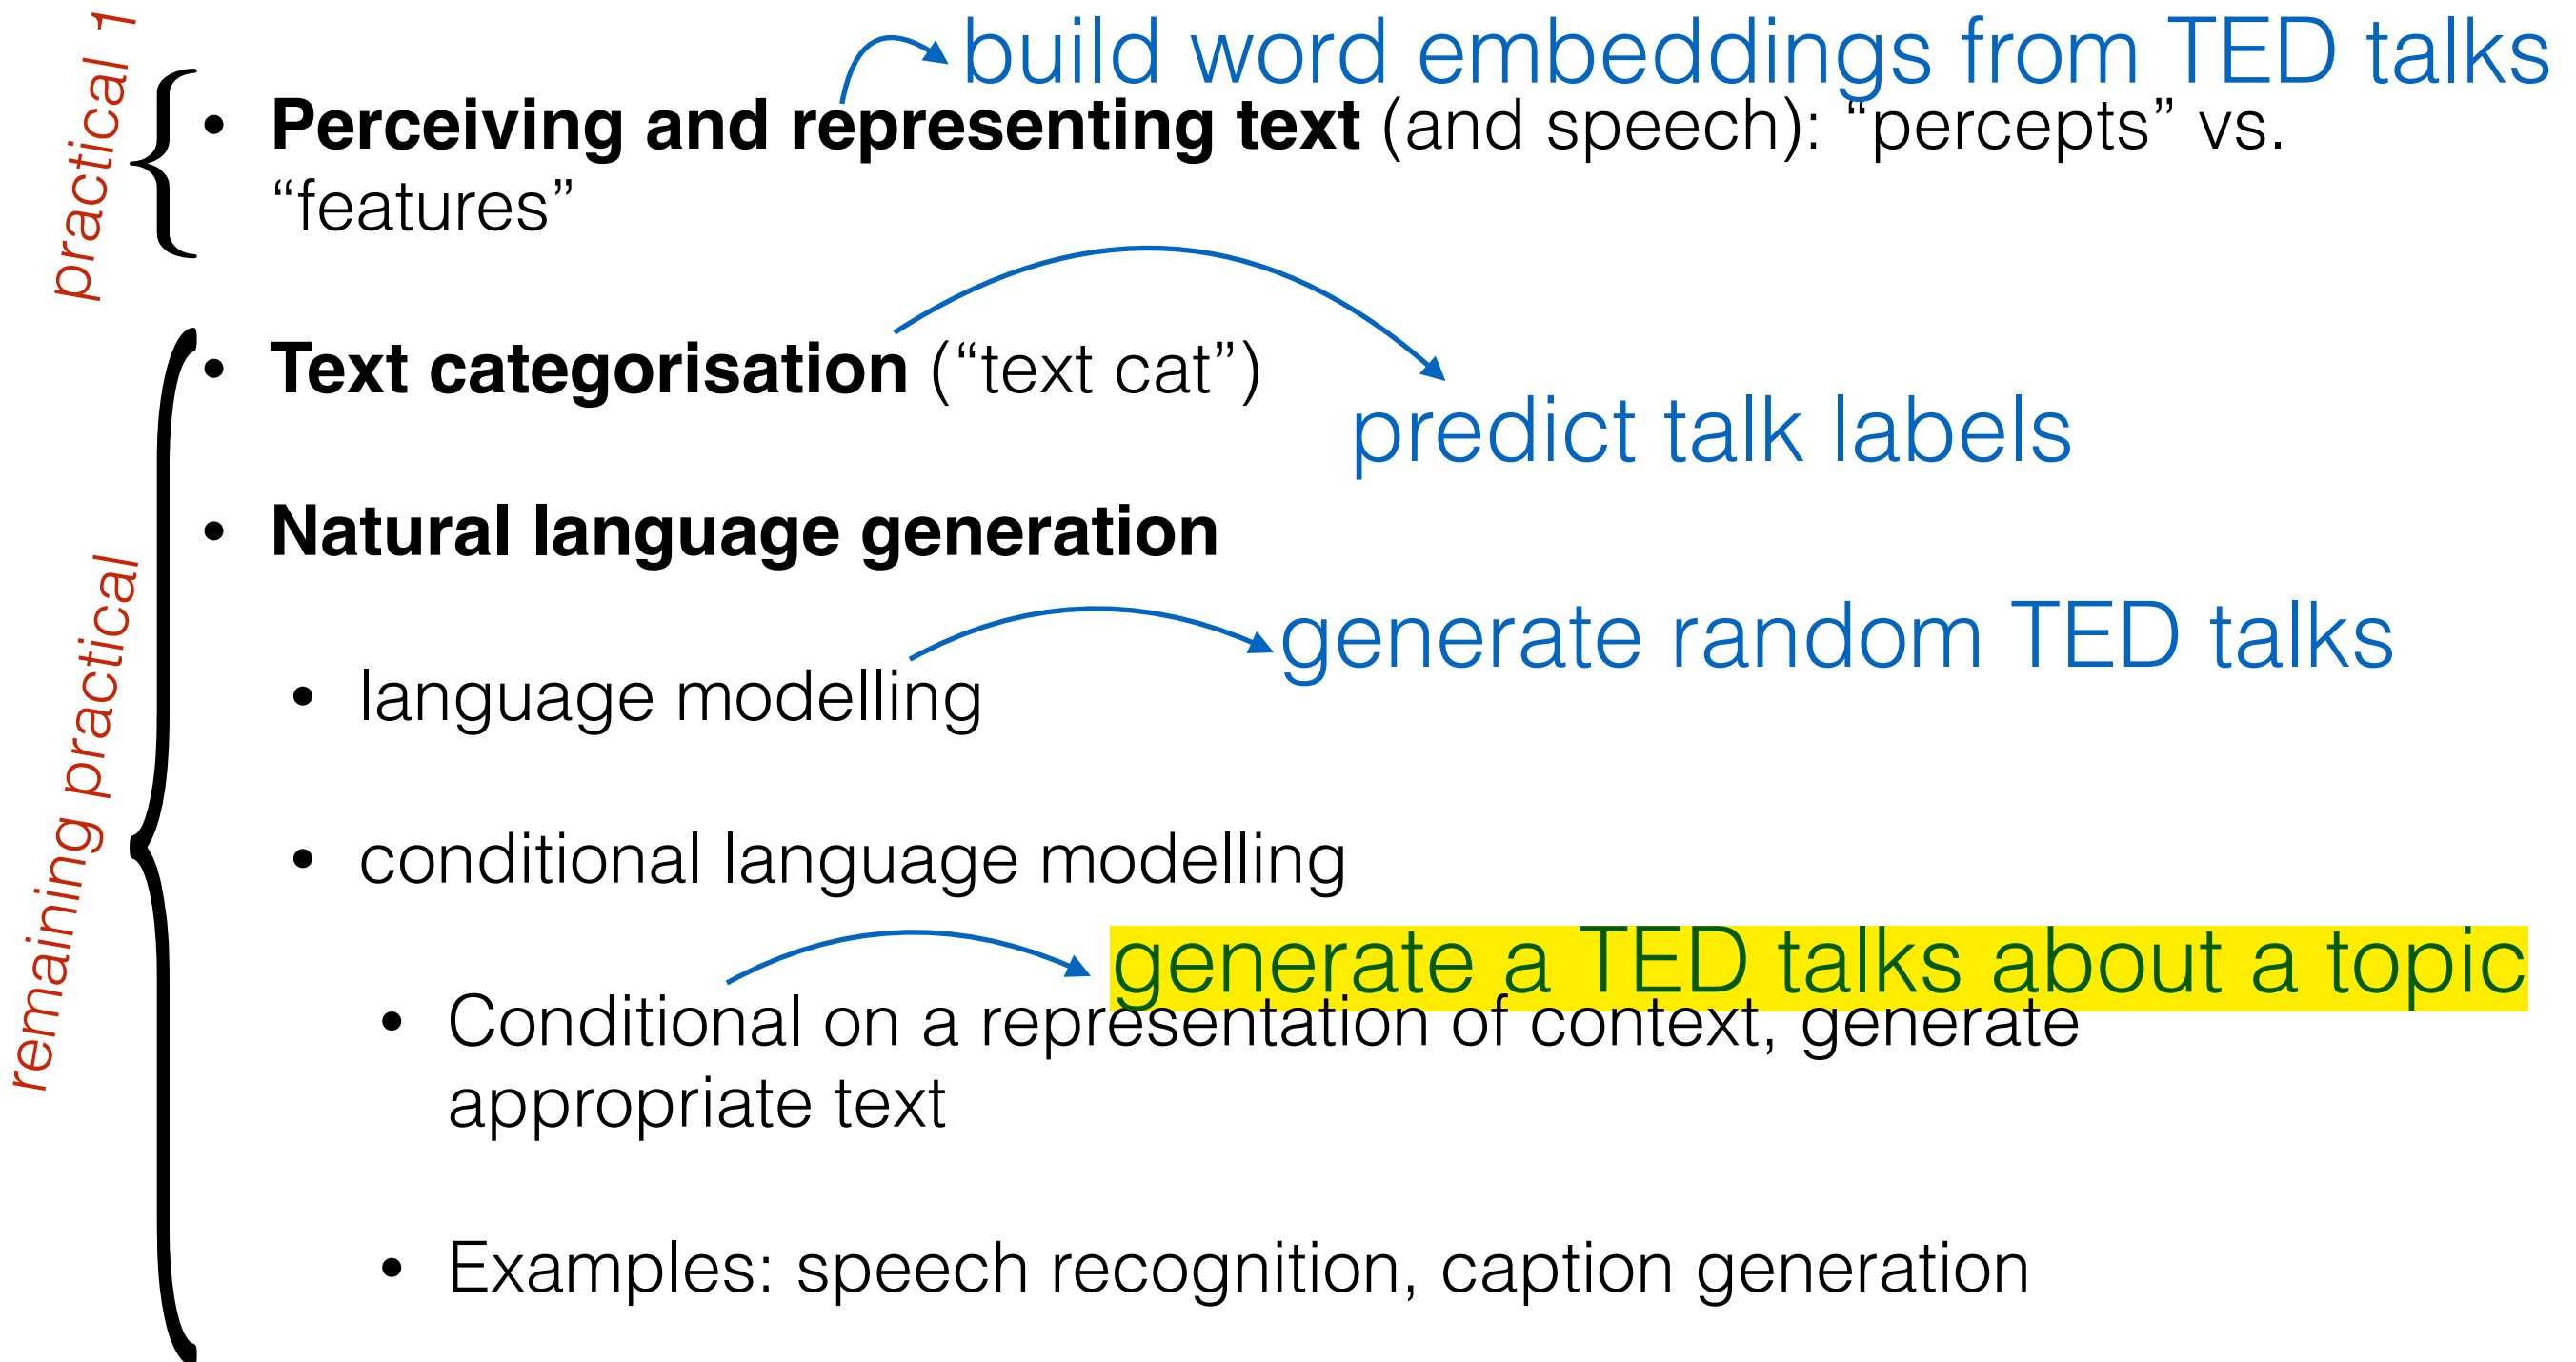 practical 1
build word embeddings from TED talks
• Perceiving and representing text (and speech): “percepts” vs.
“features”
• Text categorisation (“text cat”)
predict talk labels
• Natural language generation
remaining practical
generate random TED talks
• language modelling
• conditional language modelling
generate a TED talks about a topic
• Conditional on a representation of context, generate
appropriate text
• Examples: speech recognition, caption generation